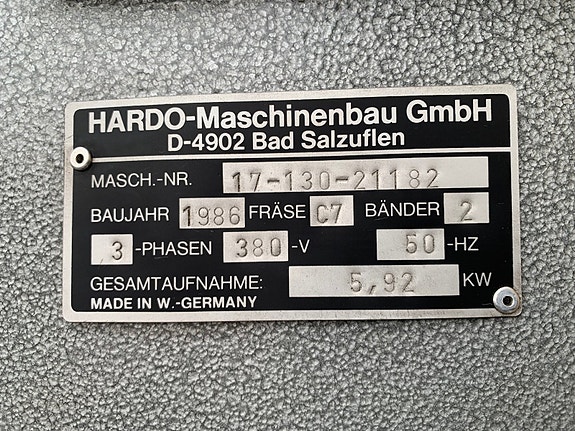 HARDO-Maschinenbau GmbH
D-4902 Bad Salzuflen
MASCH.-NR. 17-130-21182
BAUJAHR 1986 FRÄSE C7 BÄNDER 2
3-PHASEN 380-V 50-HZ
GESAMTAUFNAHME: 5,92 KW
MADE IN W.-GERMANY